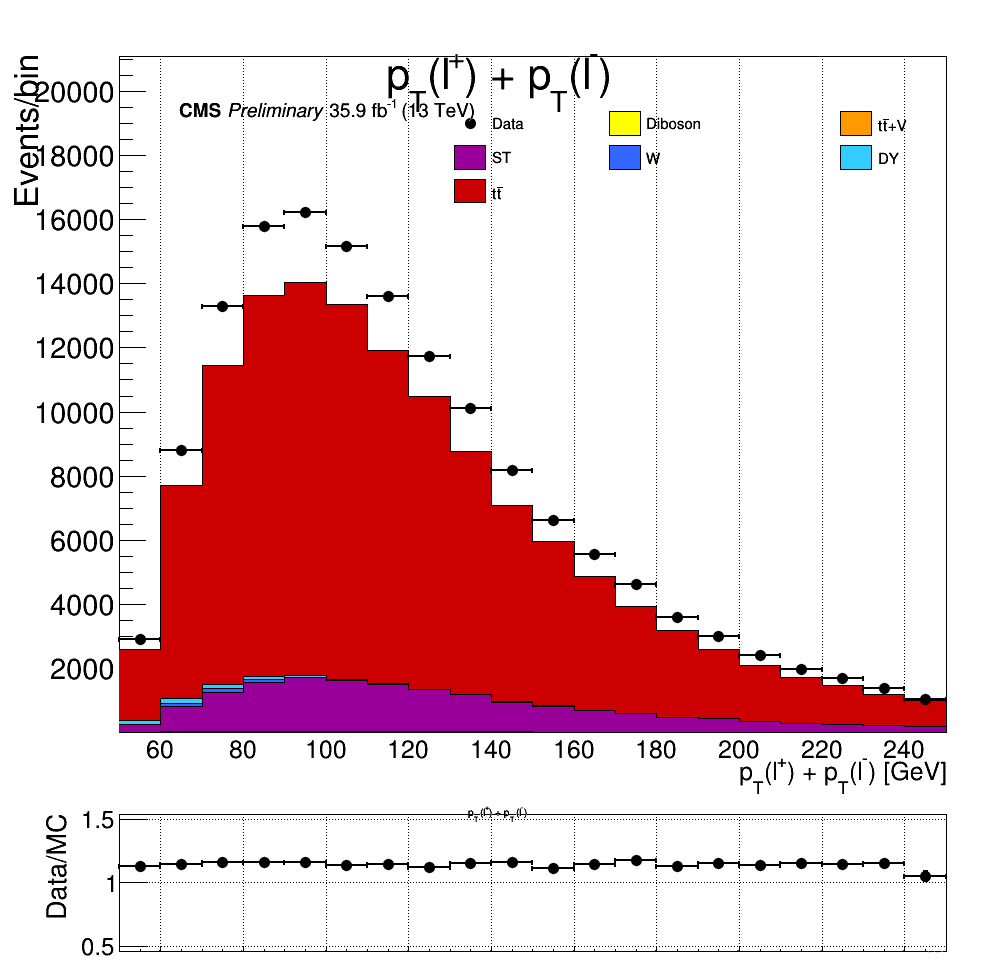 p_T(l^+) + p_T(l^-)
CMS Preliminary 35.9 fb^-1 (13 TeV)
Data
Diboson
tt̄+V
ST
W
DY
tt̄
Events/bin
20000
18000
16000
14000
12000
10000
8000
6000
4000
2000
60 80 100 120 140 160 180 200 220 240
p_T(l^+) + p_T(l^-) [GeV]
p_T(l^+) + p_T(l^-)
Data/MC
1.5
1
0.5